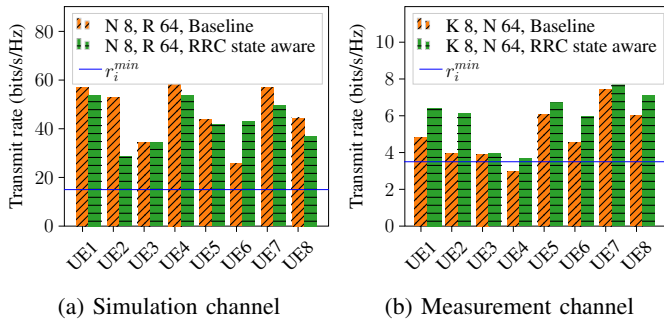 N 8, R 64, Baseline
N 8, R 64, RRC state aware
r_i^{min}
Transmit rate (bits/s/Hz)
80
60
40
20
0
UE1
UE2
UE3
UE4
UE5
UE6
UE7
UE8
(a) Simulation channel
K 8, N 64, Baseline
K 8, N 64, RRC state aware
r_i^{min}
Transmit rate (bits/s/Hz)
10
8
6
4
2
0
UE1
UE2
UE3
UE4
UE5
UE6
UE7
UE8
(b) Measurement channel